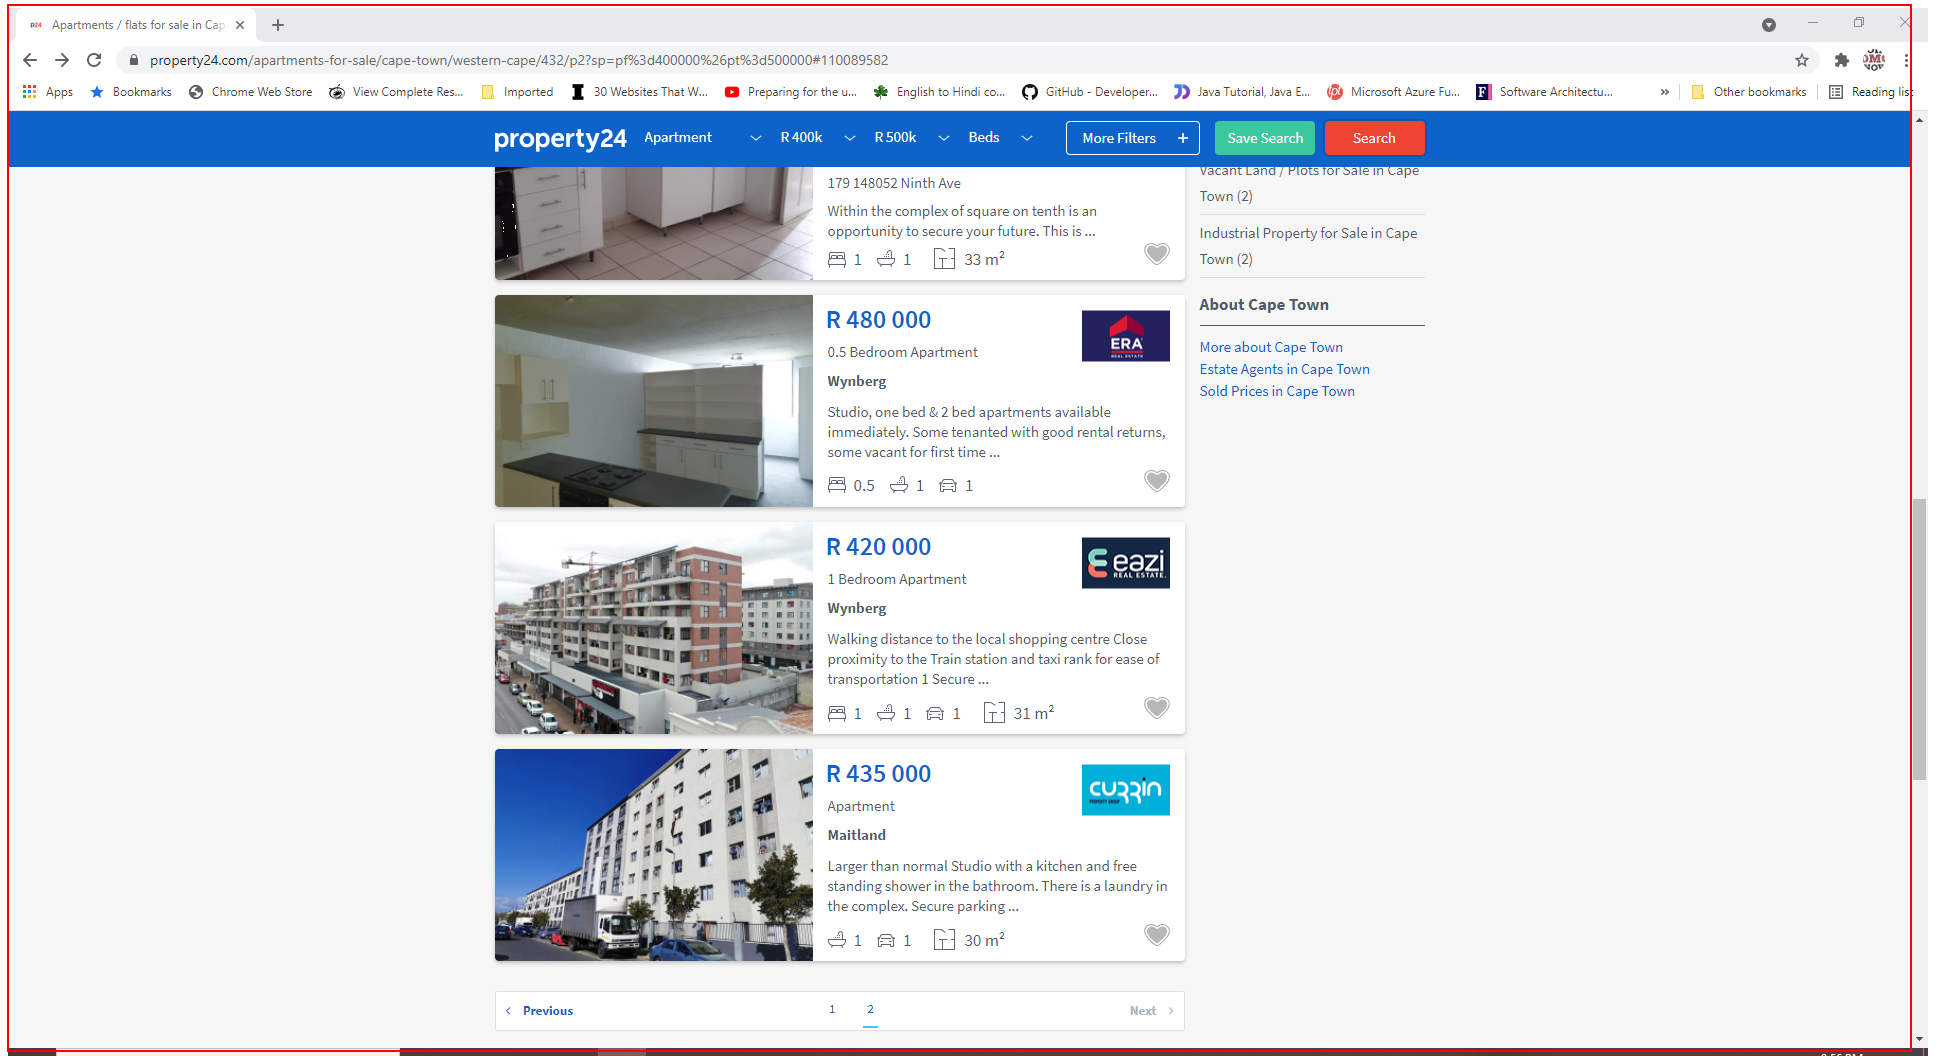 P24 Apartments / flats for sale in Cap
property24.com/apartments-for-sale/cape-town/western-cape/432/p2?sp=pf%3d400000%26pt%3d500000#110089582
Apps Bookmarks Chrome Web Store View Complete Res... Imported 30 Websites That W... Preparing for the u... English to Hindi co... GitHub - Developer... Java Tutorial, Java E... Microsoft Azure Fu... Software Architectu... » Other bookmarks Reading list
property24 Apartment R 400k R 500k Beds More Filters + Save Search Search
179 148052 Ninth Ave
Within the complex of square on tenth is an
opportunity to secure your future. This is ...
1 1 33 m²
R 480 000
ERA
REAL ESTATE
0.5 Bedroom Apartment
Wynberg
Studio, one bed & 2 bed apartments available
immediately. Some tenanted with good rental returns,
some vacant for first time ...
0.5 1 1
R 420 000
eazi
REAL ESTATE.
1 Bedroom Apartment
Wynberg
Walking distance to the local shopping centre Close
proximity to the Train station and taxi rank for ease of
transportation 1 Secure ...
1 1 1 31 m²
R 435 000
currin
PROPERTY GROUP
Apartment
Maitland
Larger than normal Studio with a kitchen and free
standing shower in the bathroom. There is a laundry in
the complex. Secure parking ...
1 1 30 m²
Previous 1 2 Next
Vacant Land / Plots for Sale in Cape
Town (2)
Industrial Property for Sale in Cape
Town (2)
About Cape Town
More about Cape Town
Estate Agents in Cape Town
Sold Prices in Cape Town